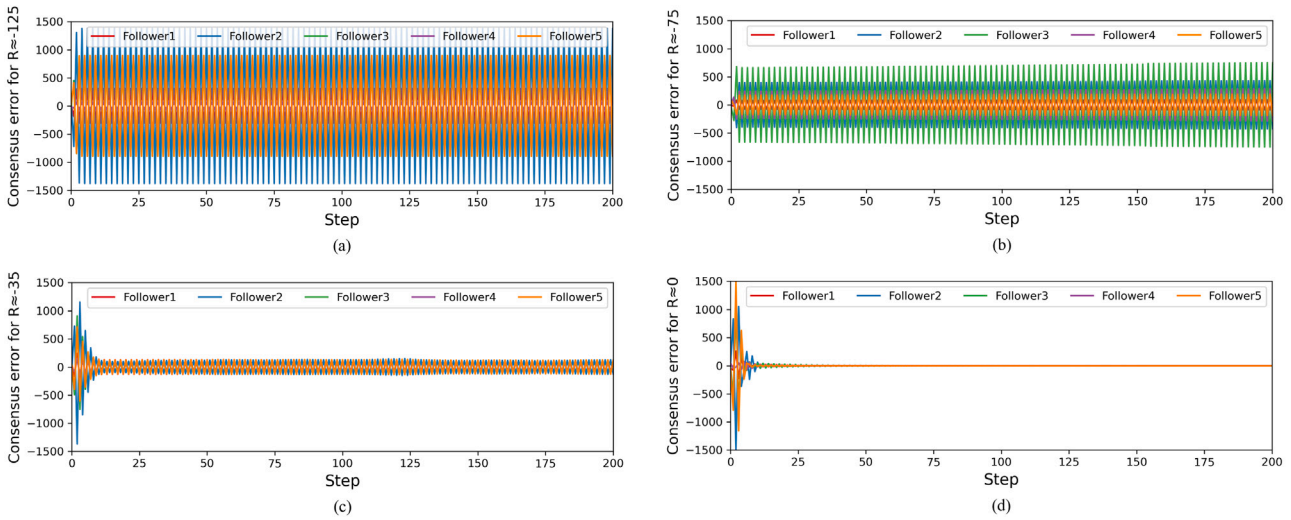 Consensus error for R≈-125
1500
1000
500
0
−500
−1000
−1500
Follower1 Follower2 Follower3 Follower4 Follower5
0 25 50 75 100 125 150 175 200
Step
(a)
Consensus error for R≈-75
1500
1000
500
0
−500
−1000
−1500
Follower1 Follower2 Follower3 Follower4 Follower5
0 25 50 75 100 125 150 175 200
Step
(b)
Consensus error for R≈-35
1500
1000
500
0
−500
−1000
−1500
Follower1 Follower2 Follower3 Follower4 Follower5
0 25 50 75 100 125 150 175 200
Step
(c)
Consensus error for R≈0
1500
1000
500
0
−500
−1000
−1500
Follower1 Follower2 Follower3 Follower4 Follower5
0 25 50 75 100 125 150 175 200
Step
(d)